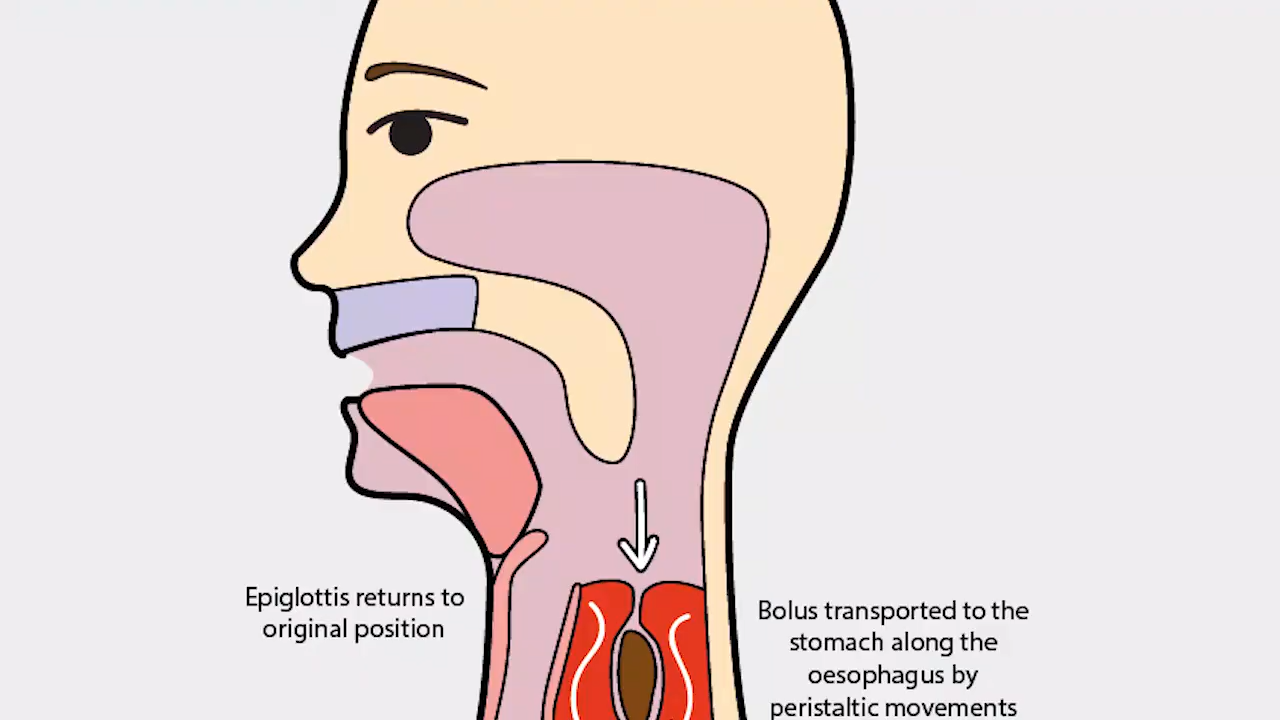 Epiglottis returns to
original position
Bolus transported to the
stomach along the
oesophagus by
peristaltic movements